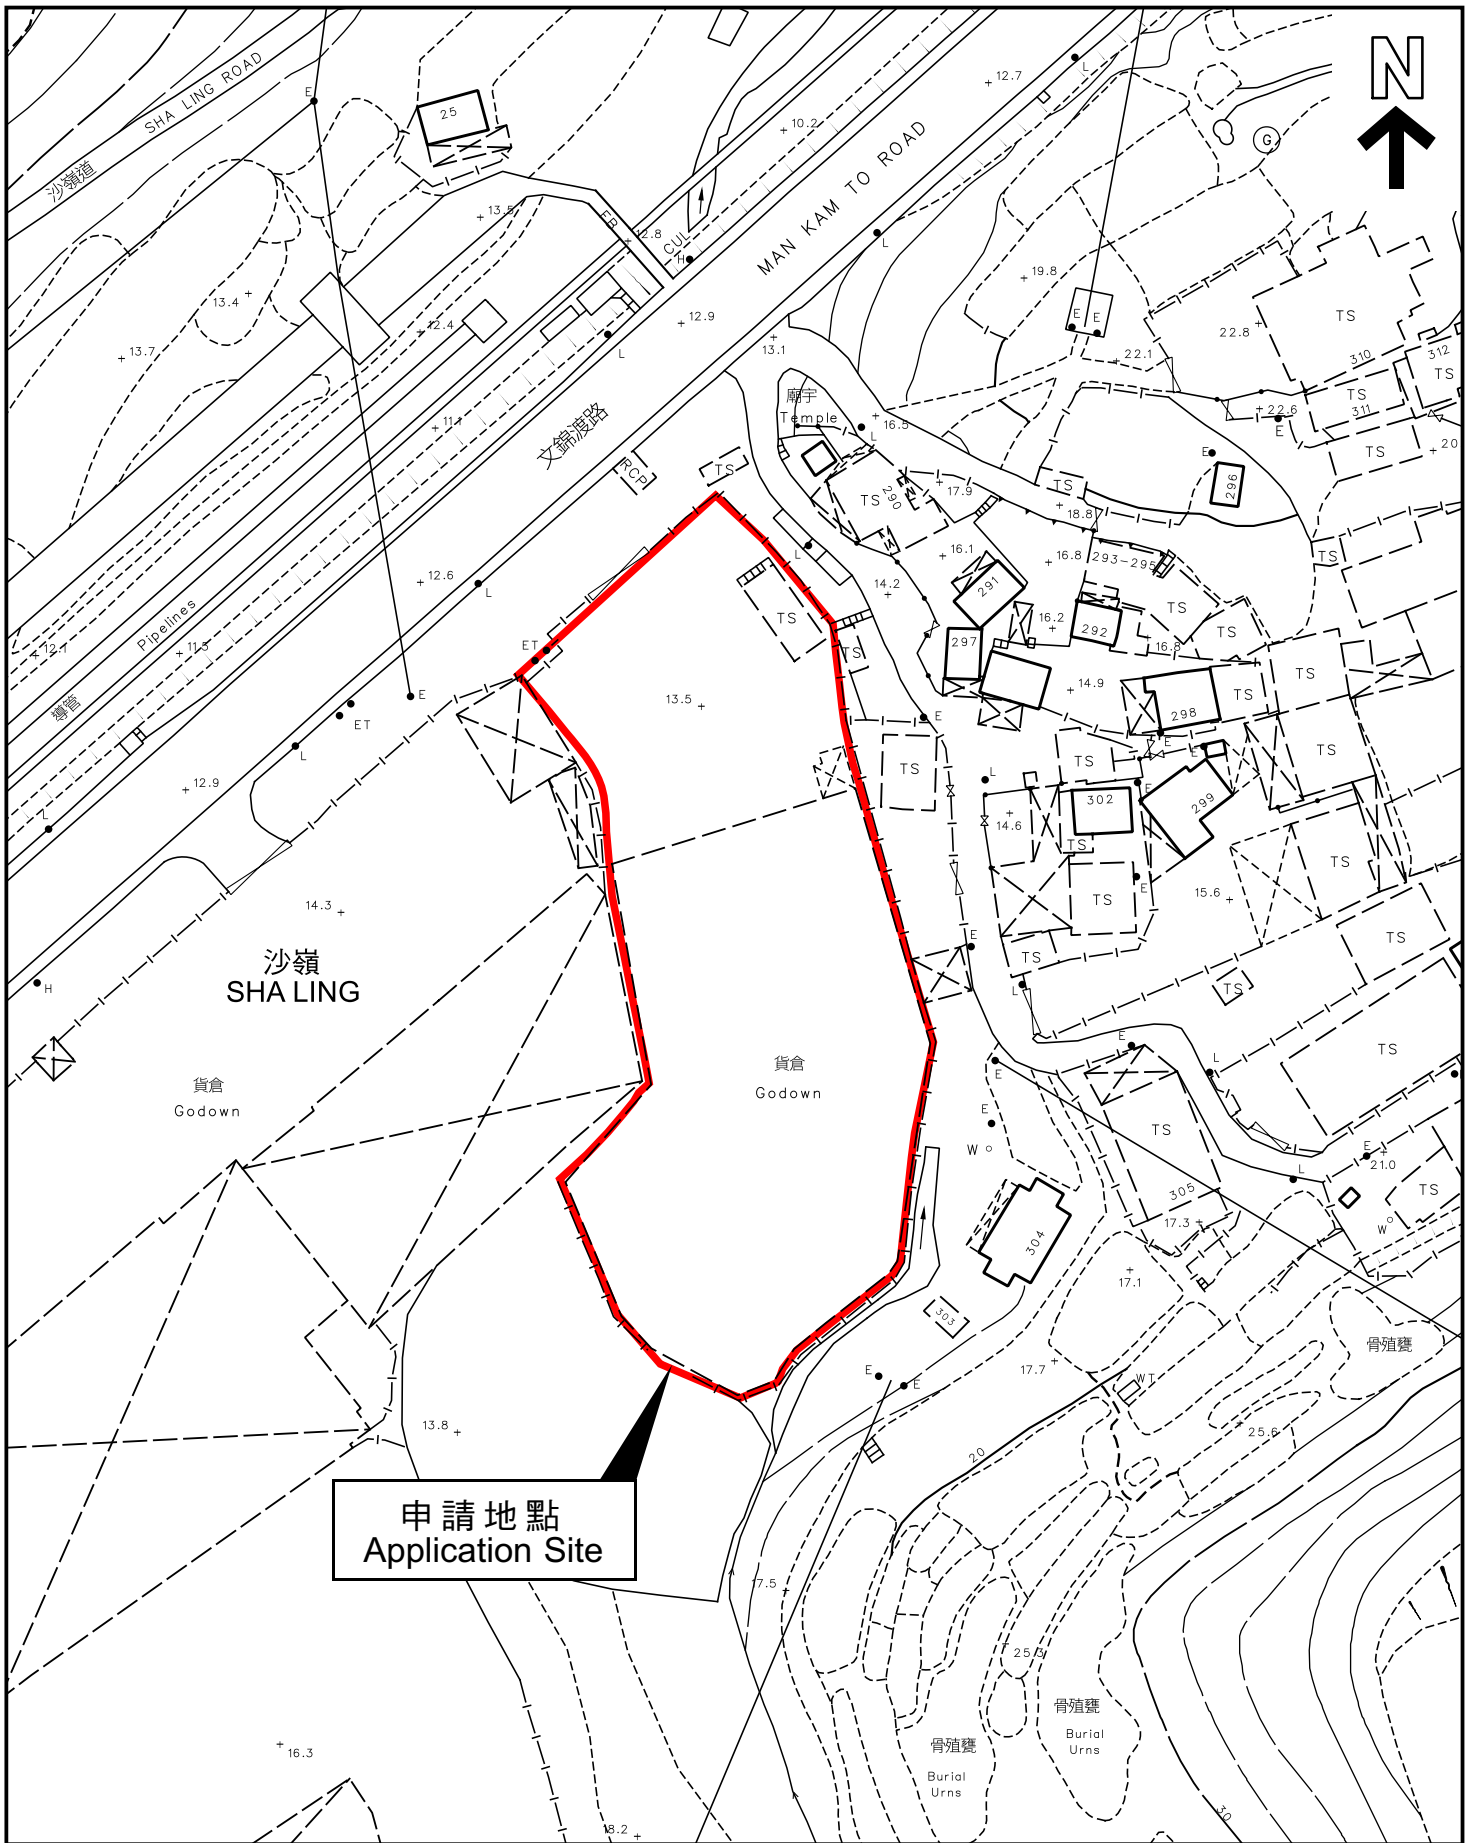 SHA LING ROAD
沙嶺道
E
25
12.7
L
N
10.2
MAN KAM TO ROAD
G
13.5
FB
12.8
CUL
H
L
13.4
12.4
12.9
13.1
19.8
E
E
22.8
TS
310
312
TS
13.7
L
22.1
TS
311
11.1
文錦渡路
廟宇
Temple
L
16.5
22.6
E
TS
20
RCP
TS
TS
290
17.9
TS
18.8
E
296
12.6
L
L
16.1
16.8
293-295
TS
14.2
291
TS
Pipelines
導管
12.1
11.5
ET
TS
TS
297
16.2
292
16.8
TS
TS
13.5
14.9
298
TS
E
ET
E
L
12.9
TS
TS
E
E
TS
L
L
14.6
302
E
299
TS
TS
14.3
TS
E
15.6
沙嶺
SHA LING
H
E
TS
TS
L
TS
貨倉
Godown
貨倉
Godown
E
L
TS
E
E
W
TS
E
21.0
L
305
TS
17.3
W
304
17.1
303
骨殖甕
17.7
E
WT
13.8
25.6
20
申請地點
Application Site
17.5
25.3
骨殖甕
Burial
Urns
骨殖甕
Burial
Urns
16.3
30
18.2